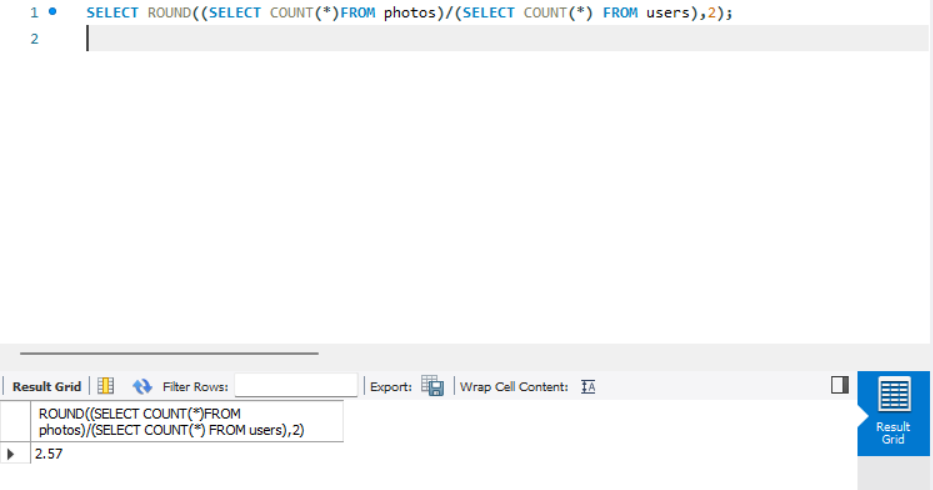 1 SELECT ROUND((SELECT COUNT(*)FROM photos)/(SELECT COUNT(*) FROM users),2);
2
Result Grid Filter Rows: Export: Wrap Cell Content: IA
ROUND((SELECT COUNT(*)FROM
photos)/(SELECT COUNT(*) FROM users),2)
2.57
Result
Grid